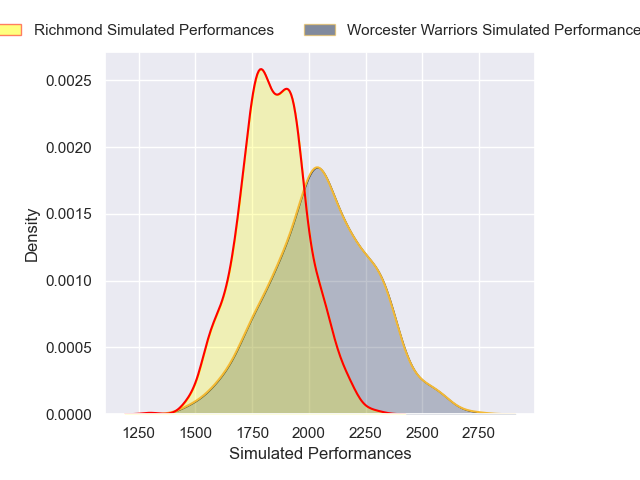 Richmond Simulated Performances
Worcester Warriors Simulated Performance
0.0025
0.0020
0.0015
0.0010
0.0005
0.0000
Density
1250 1500 1750 2000 2250 2500 2750
Simulated Performances